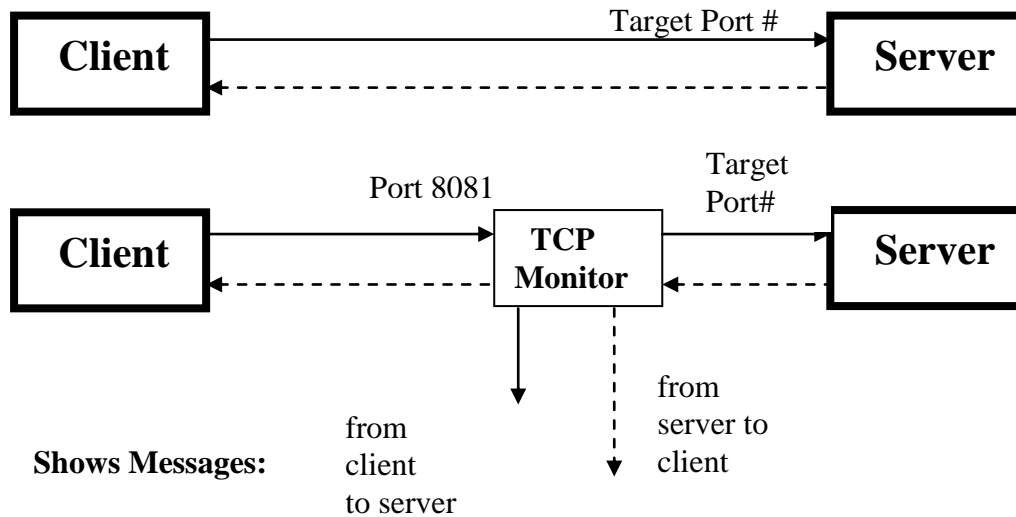 Target Port #
Client
Server
Target
Port#
Port 8081
Client
TCP
Monitor
Server
from
server to
client
from
client
to server
Shows Messages: